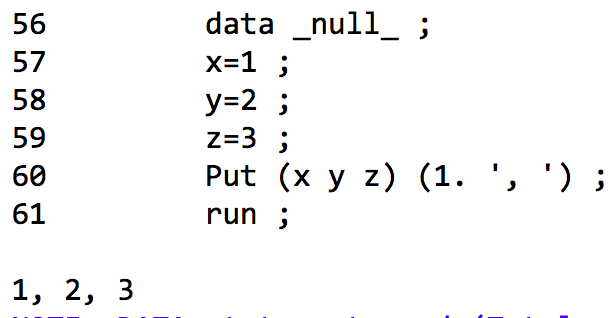 56 data _null_ ;
57 x=1 ;
58 y=2 ;
59 z=3 ;
60 Put (x y z) (1. ', ') ;
61 run ;
1, 2, 3